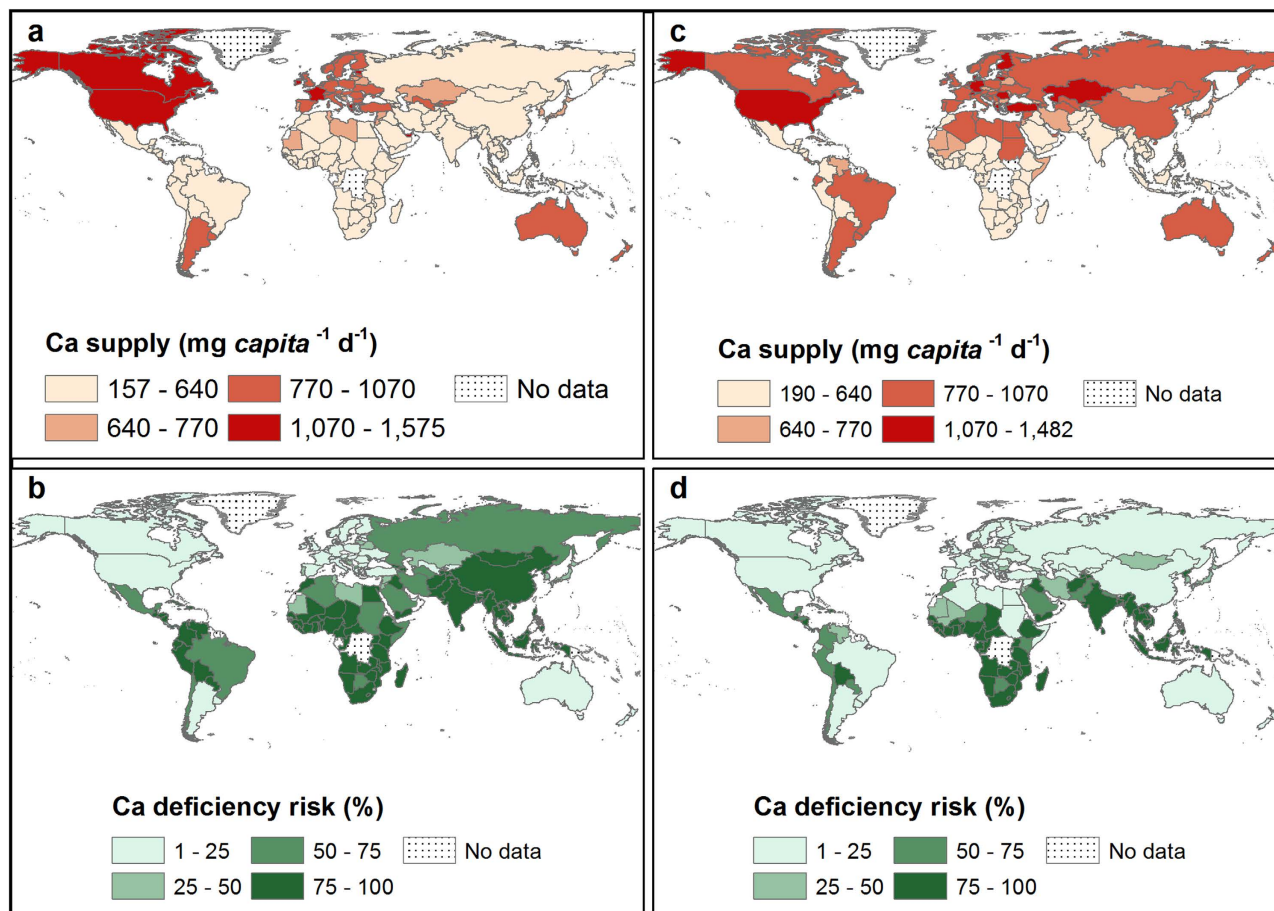 a
Ca supply (mg capita ⁻¹ d⁻¹)
157 - 640
770 - 1070
No data
640 - 770
1,070 - 1,575
c
Ca supply (mg capita ⁻¹ d⁻¹)
190 - 640
770 - 1070
No data
640 - 770
1,070 - 1,482
b
Ca deficiency risk (%)
1 - 25
50 - 75
No data
25 - 50
75 - 100
d
Ca deficiency risk (%)
1 - 25
50 - 75
No data
25 - 50
75 - 100